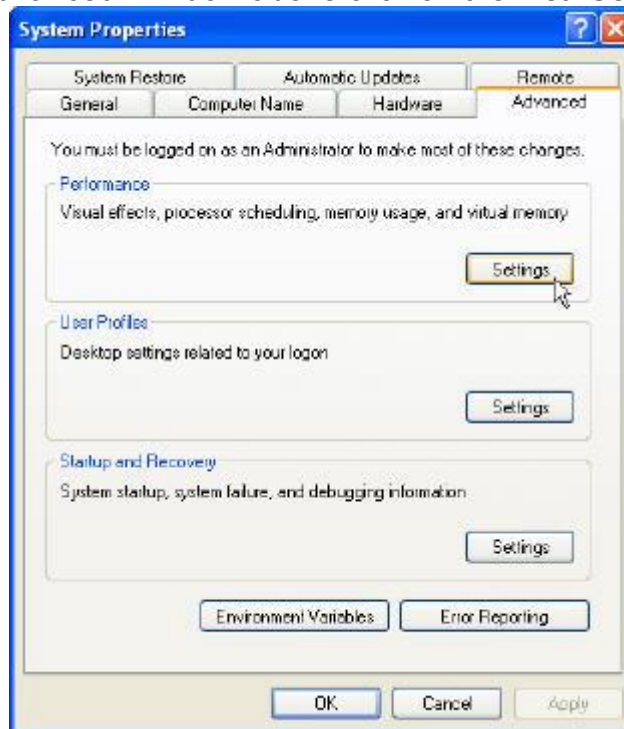 System Properties
System Restore Automatic Updates Remote
General Computer Name Hardware Advanced
You must be logged on as an Administrator to make most of these changes.
Performance
Visual effects, processor scheduling, memory usage, and virtual memory
Settings
User Profiles
Desktop settings related to your logon
Settings
Startup and Recovery
System startup, system failure, and debugging information
Settings
Environment Variables Error Reporting
OK Cancel Apply